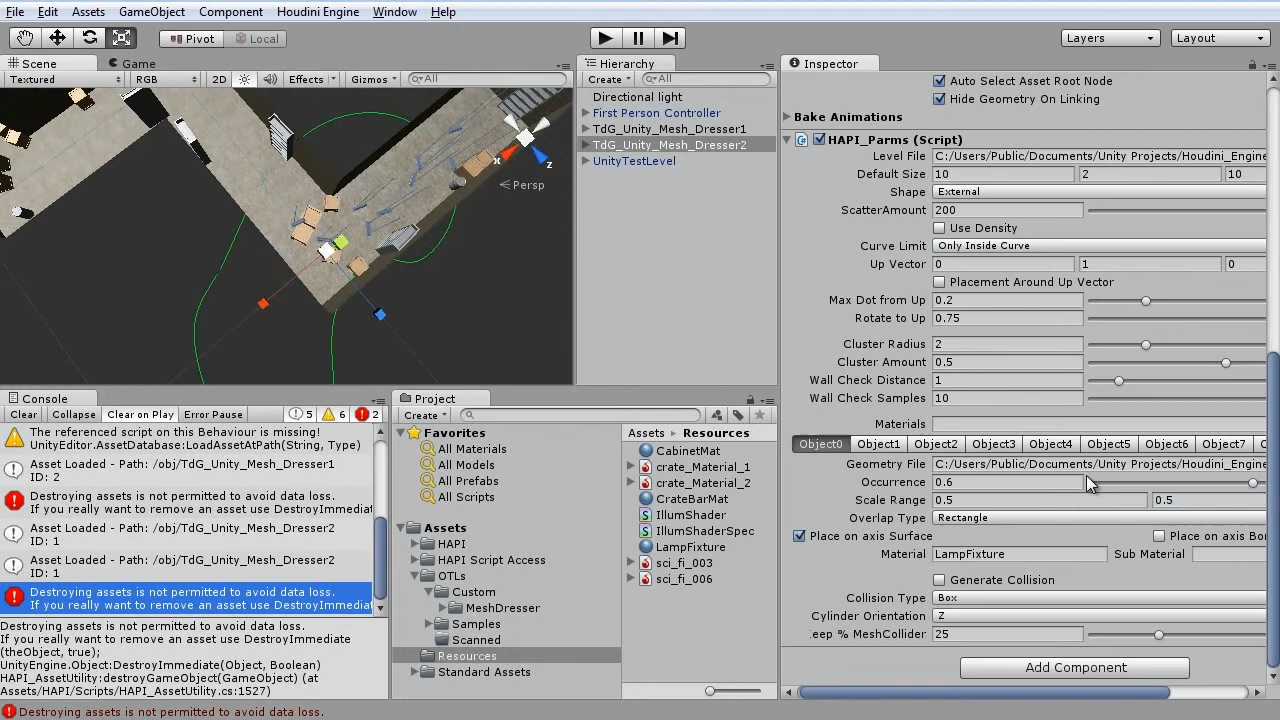 File Edit Assets GameObject Component Houdini Engine Window Help
Pivot Local Layers Layout
Scene Game
Textured RGB 2D Effects Gizmos All
Hierarchy
Create All
Directional light
First Person Controller
TdG_Unity_Mesh_Dresser1
TdG_Unity_Mesh_Dresser2
UnityTestLevel
x
z
Persp
Inspector
Auto Select Asset Root Node
Hide Geometry On Linking
Bake Animations
HAPI_Parms (Script)
Level File C:/Users/Public/Documents/Unity Projects/Houdini_Engine
Default Size 10 2 10
Shape External
ScatterAmount 200
Use Density
Curve Limit Only Inside Curve
Up Vector 0 1 0
Placement Around Up Vector
Max Dot from Up 0.2
Rotate to Up 0.75
Cluster Radius 2
Cluster Amount 0.5
Wall Check Distance 1
Wall Check Samples 10
Materials
Object0 Object1 Object2 Object3 Object4 Object5 Object6 Object7
Geometry File C:/Users/Public/Documents/Unity Projects/Houdini_Engine
Occurrence 0.6
Scale Range 0.5 0.5
Overlap Type Rectangle
Place on axis Surface Place on axis Bor
Material LampFixture Sub Material
Generate Collision
Collision Type Box
Cylinder Orientation Z
eep % MeshCollider 25
Add Component
Console
Clear Collapse Clear on Play Error Pause 5 6 2
The referenced script on this Behaviour is missing!
UnityEditor.AssetDatabase:LoadAssetAtPath(String, Type)
Asset Loaded - Path: /obj/TdG_Unity_Mesh_Dresser1
ID: 2
Destroying assets is not permitted to avoid data loss.
If you really want to remove an asset use DestroyImmediat
Asset Loaded - Path: /obj/TdG_Unity_Mesh_Dresser2
ID: 1
Asset Loaded - Path: /obj/TdG_Unity_Mesh_Dresser2
ID: 1
Destroying assets is not permitted to avoid data loss.
If you really want to remove an asset use DestroyImmediat
Destroying assets is not permitted to avoid data loss.
If you really want to remove an asset use DestroyImmediate
(theObject, true);
UnityEngine.Object:DestroyImmediate(Object, Boolean)
HAPI_AssetUtility:destroyGameObject(GameObject) (at
Assets/HAPI/Scripts/HAPI_AssetUtility.cs:1527)
Destroying assets is not permitted to avoid data loss.
Project
Create
Favorites
All Materials
All Models
All Prefabs
All Scripts
Assets
HAPI
HAPI Script Access
OTLs
Custom
MeshDresser
Samples
Scanned
Resources
Standard Assets
Assets Resources
CabinetMat
crate_Material_1
crate_Material_2
CrateBarMat
IllumShader
IllumShaderSpec
LampFixture
sci_fi_003
sci_fi_006